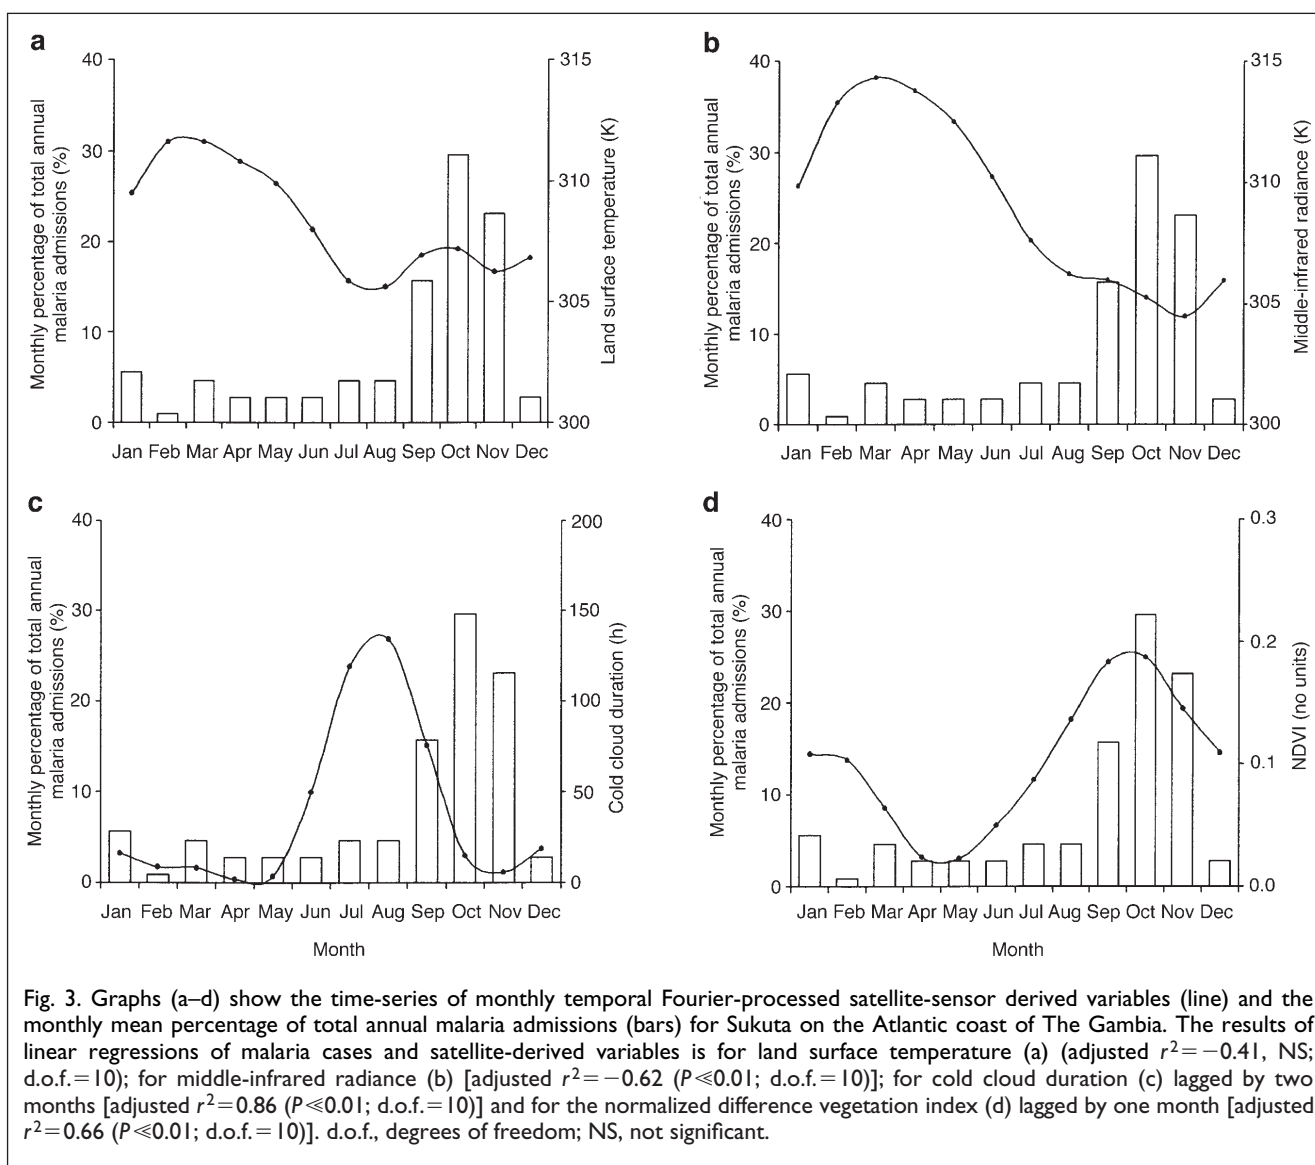 a
40
30
20
10
0
Monthly percentage of total annual
malaria admissions (%)
315
310
305
300
Land surface temperature (K)
Jan Feb Mar Apr May Jun Jul Aug Sep Oct Nov Dec
b
40
30
20
10
0
Monthly percentage of total annual
malaria admissions (%)
315
310
305
300
Middle-infrared radiance (K)
Jan Feb Mar Apr May Jun Jul Aug Sep Oct Nov Dec
c
40
30
20
10
0
Monthly percentage of total annual
malaria admissions (%)
200
150
100
50
0
Cold cloud duration (h)
Jan Feb Mar Apr May Jun Jul Aug Sep Oct Nov Dec
Month
d
40
30
20
10
0
Monthly percentage of total annual
malaria admissions (%)
0.3
0.2
0.1
0.0
NDVI (no units)
Jan Feb Mar Apr May Jun Jul Aug Sep Oct Nov Dec
Month
Fig. 3. Graphs (a–d) show the time-series of monthly temporal Fourier-processed satellite-sensor derived variables (line) and the
monthly mean percentage of total annual malaria admissions (bars) for Sukuta on the Atlantic coast of The Gambia. The results of
linear regressions of malaria cases and satellite-derived variables is for land surface temperature (a) (adjusted r²=−0.41, NS;
d.o.f.=10); for middle-infrared radiance (b) [adjusted r²=−0.62 (P≪0.01; d.o.f.=10)]; for cold cloud duration (c) lagged by two
months [adjusted r²=0.86 (P≪0.01; d.o.f.=10)] and for the normalized difference vegetation index (d) lagged by one month [adjusted
r²=0.66 (P≪0.01; d.o.f.=10)]. d.o.f., degrees of freedom; NS, not significant.